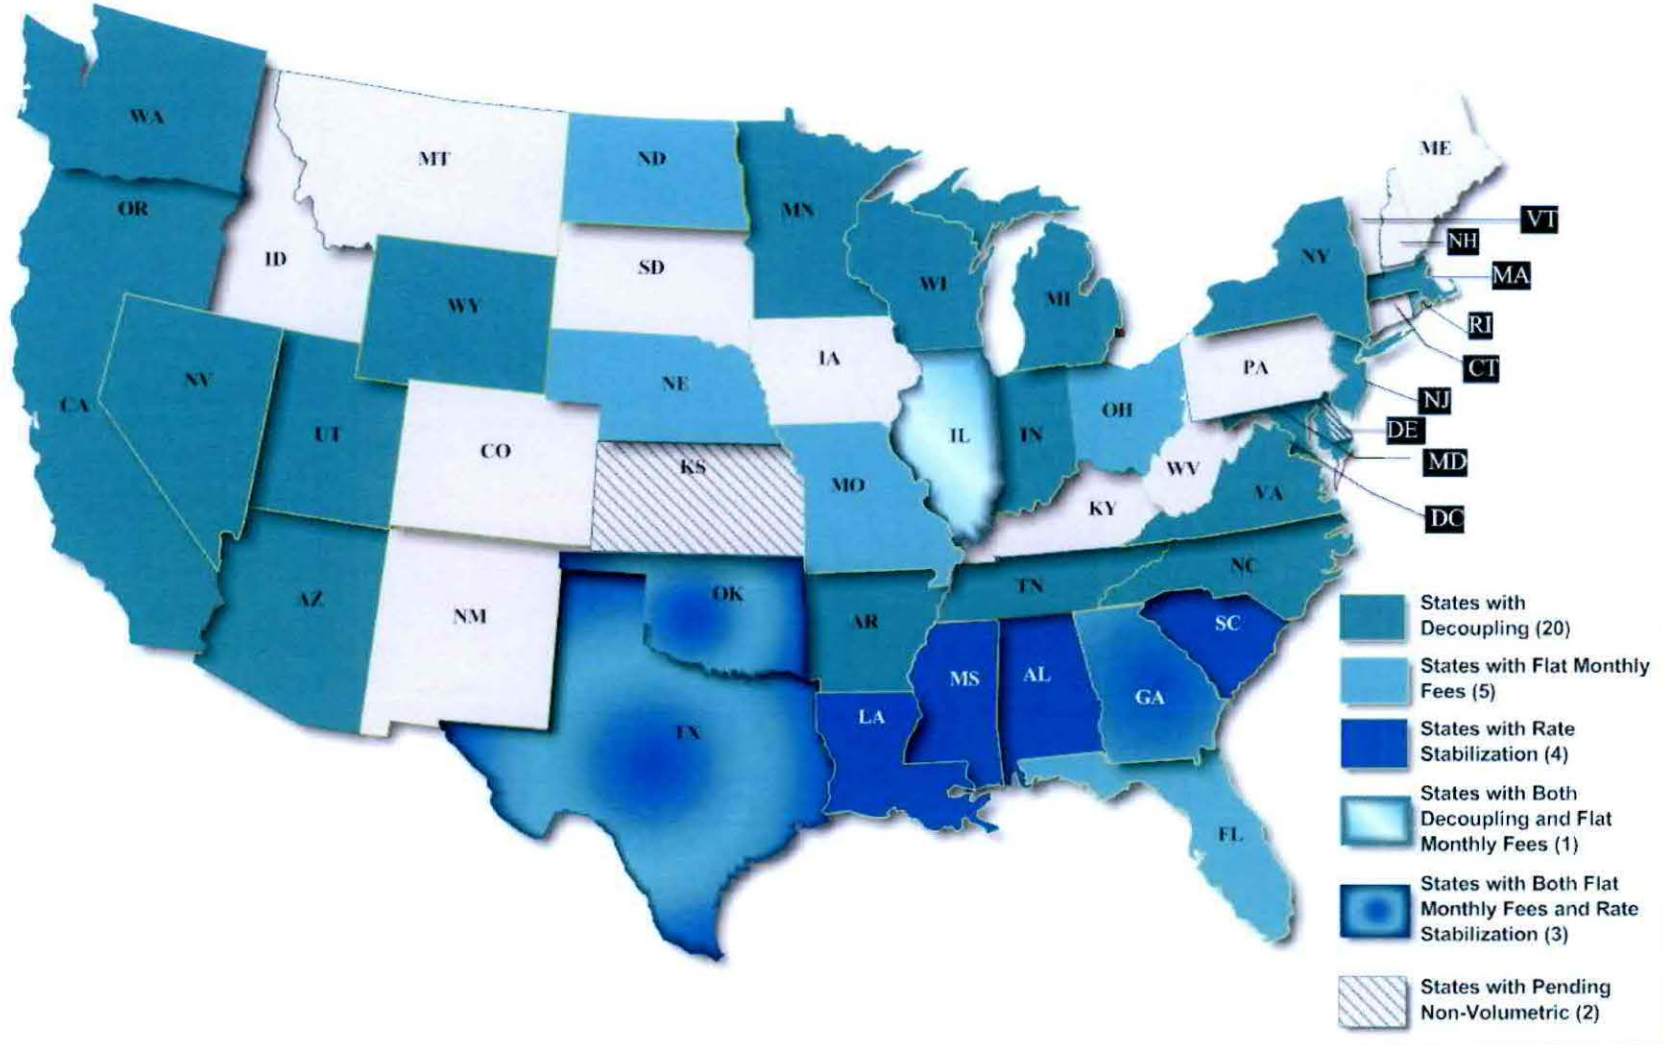 WA
MT
ND
ME
OR
MN
VT
ID
SD
NY
NH
WY
WI
MI
MA
RI
NV
NE
IA
PA
CT
CA
UT
CO
KS
IL
IN
OH
NJ
DE
MO
WV
MD
KY
VA
DC
AZ
NM
OK
AR
TN
NC
SC
TX
LA
MS
AL
GA
FL
States with
Decoupling (20)
States with Flat Monthly
Fees (5)
States with Rate
Stabilization (4)
States with Both
Decoupling and Flat
Monthly Fees (1)
States with Both Flat
Monthly Fees and Rate
Stabilization (3)
States with Pending
Non-Volumetric (2)